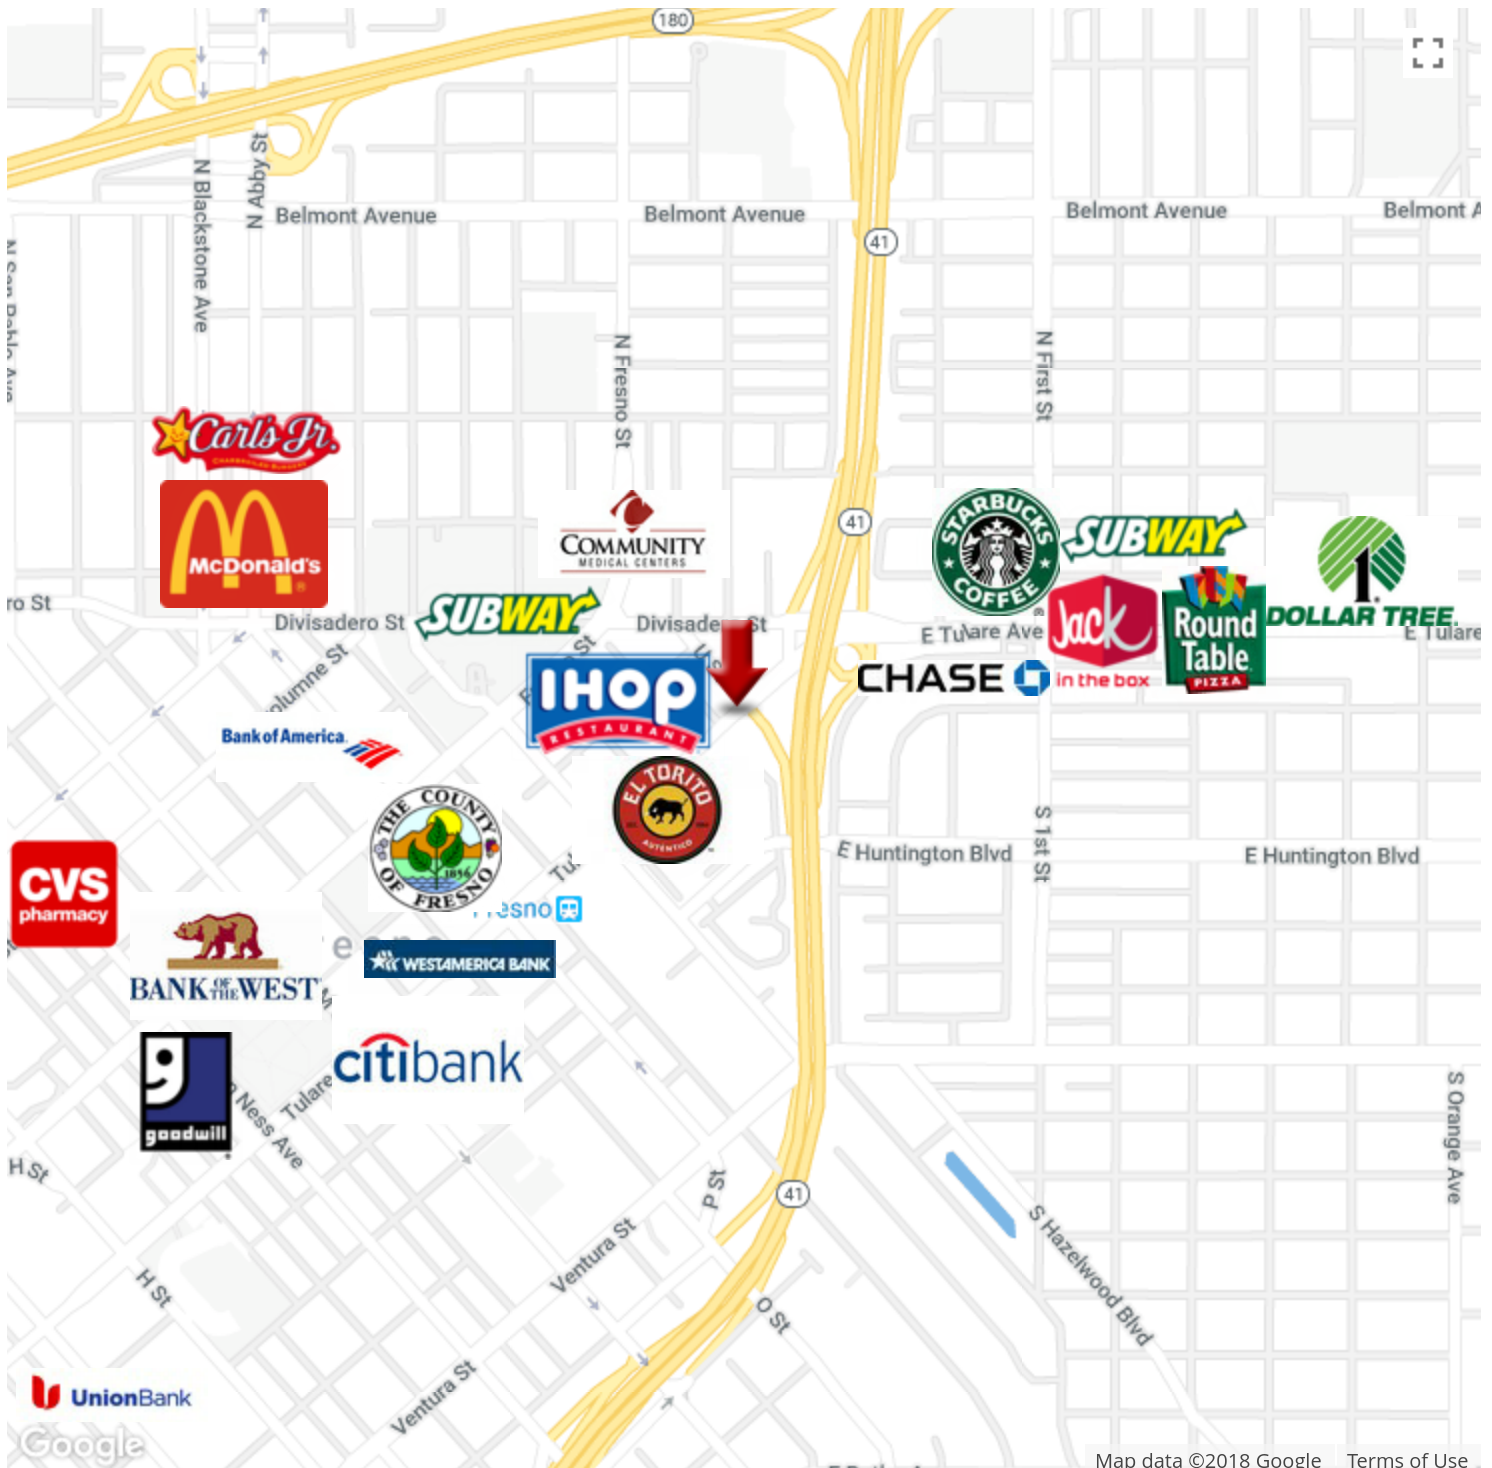 180
N Abby St
N Blackstone Ave
Belmont Avenue
Belmont Avenue
Belmont Avenue
Belmont A
41
N First St
N Fresno St
Carl's Jr.
CHARBROILED BURGERS
McDonald's
COMMUNITY
MEDICAL CENTERS
41
STARBUCKS
COFFEE
SUBWAY
DOLLAR TREE
1
ro St
Divisadero St
SUBWAY
E Tulare Ave
E Tulare
Jack
in the box
Round
Table
PIZZA
IHOP
RESTAURANT
CHASE
Bank of America
EL TORITO
AUTÉNTICO
THE COUNTY
OF FRESNO
1856
CVS
pharmacy
BANK OF THE WEST
WESTAMERICA BANK
E Huntington Blvd
E Huntington Blvd
S 1st St
citibank
goodwill
Tulare
Ness Ave
S Orange Ave
H St
P St
41
S Hazelwood Blvd
Ventura St
H St
O St
Ventura St
UnionBank
Google
Map data ©2018 Google
Terms of Use